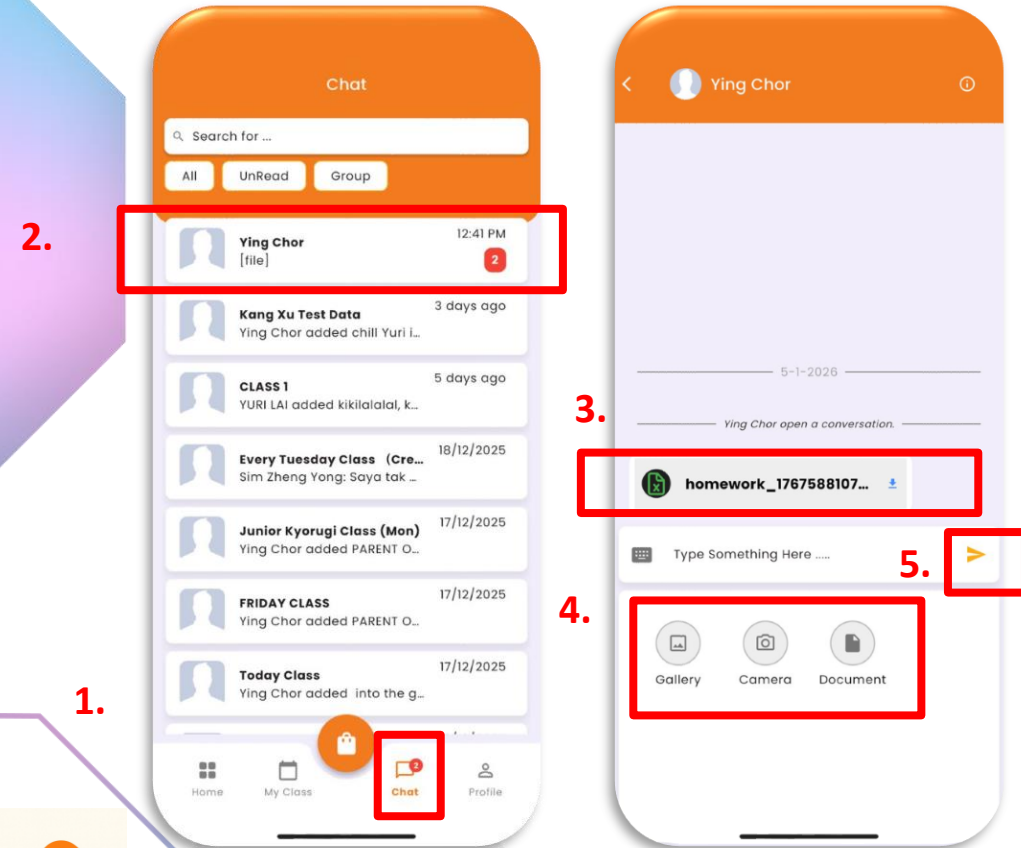 Chat
Search for ...
All UnRead Group
2.
Ying Chor 12:41 PM
[file] 2
Kang Xu Test Data 3 days ago
Ying Chor added chill Yuri i...
CLASS 1 5 days ago
YURI LAI added kikilalalal, k...
Every Tuesday Class （Cre... 18/12/2025
Sim Zheng Yong: Saya tak ...
Junior Kyorugi Class (Mon) 17/12/2025
Ying Chor added PARENT O...
FRIDAY CLASS 17/12/2025
Ying Chor added PARENT O...
Today Class 17/12/2025
Ying Chor added into the g...
1.
2
Home My Class Chat Profile
Ying Chor
5-1-2026
3.
Ying Chor open a conversation.
homework_1767588107...
Type Something Here .....
5.
4.
Gallery Camera Document